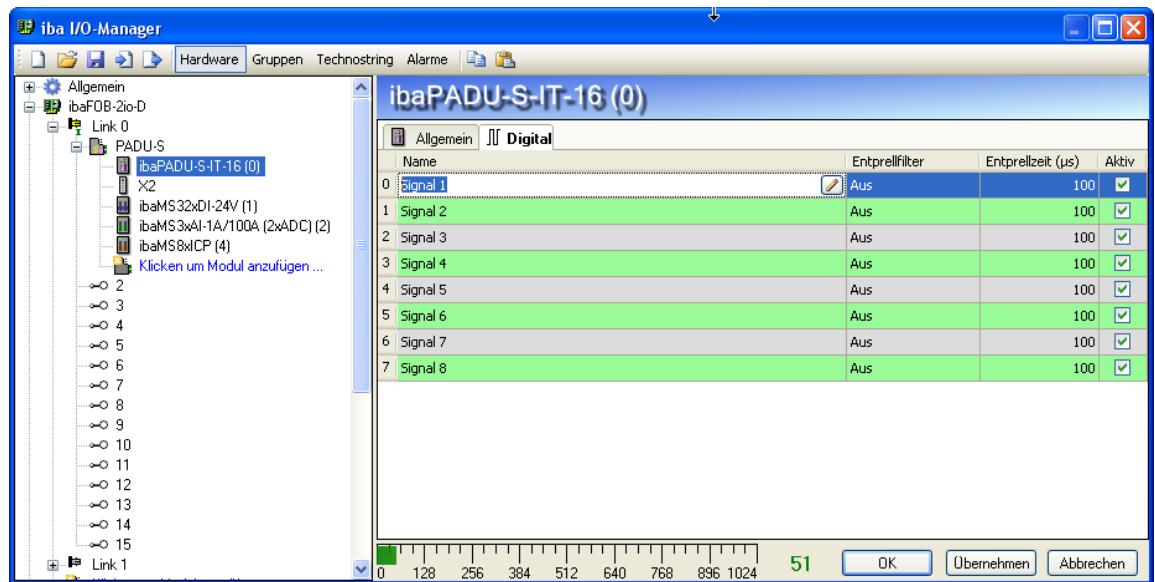 iba I/O-Manager
Hardware Gruppen Technostring Alarme
Allgemein
ibaFOB-2io-D
Link 0
PADU-S
ibaPADU-S-IT-16 (0)
X2
ibaMS32xDI-24V (1)
ibaMS3xAI-1A/100A (2xADC) (2)
ibaMS8xICP (4)
Klicken um Modul anzufügen ...
2
3
4
5
6
7
8
9
10
11
12
13
14
15
Link 1
ibaPADU-S-IT-16 (0)
Allgemein Digital
Name Entprellfilter Entprellzeit (µs) Aktiv
0 Signal 1 Aus 100
1 Signal 2 Aus 100
2 Signal 3 Aus 100
3 Signal 4 Aus 100
4 Signal 5 Aus 100
5 Signal 6 Aus 100
6 Signal 7 Aus 100
7 Signal 8 Aus 100
0 128 256 384 512 640 768 896 1024
51
OK Übernehmen Abbrechen